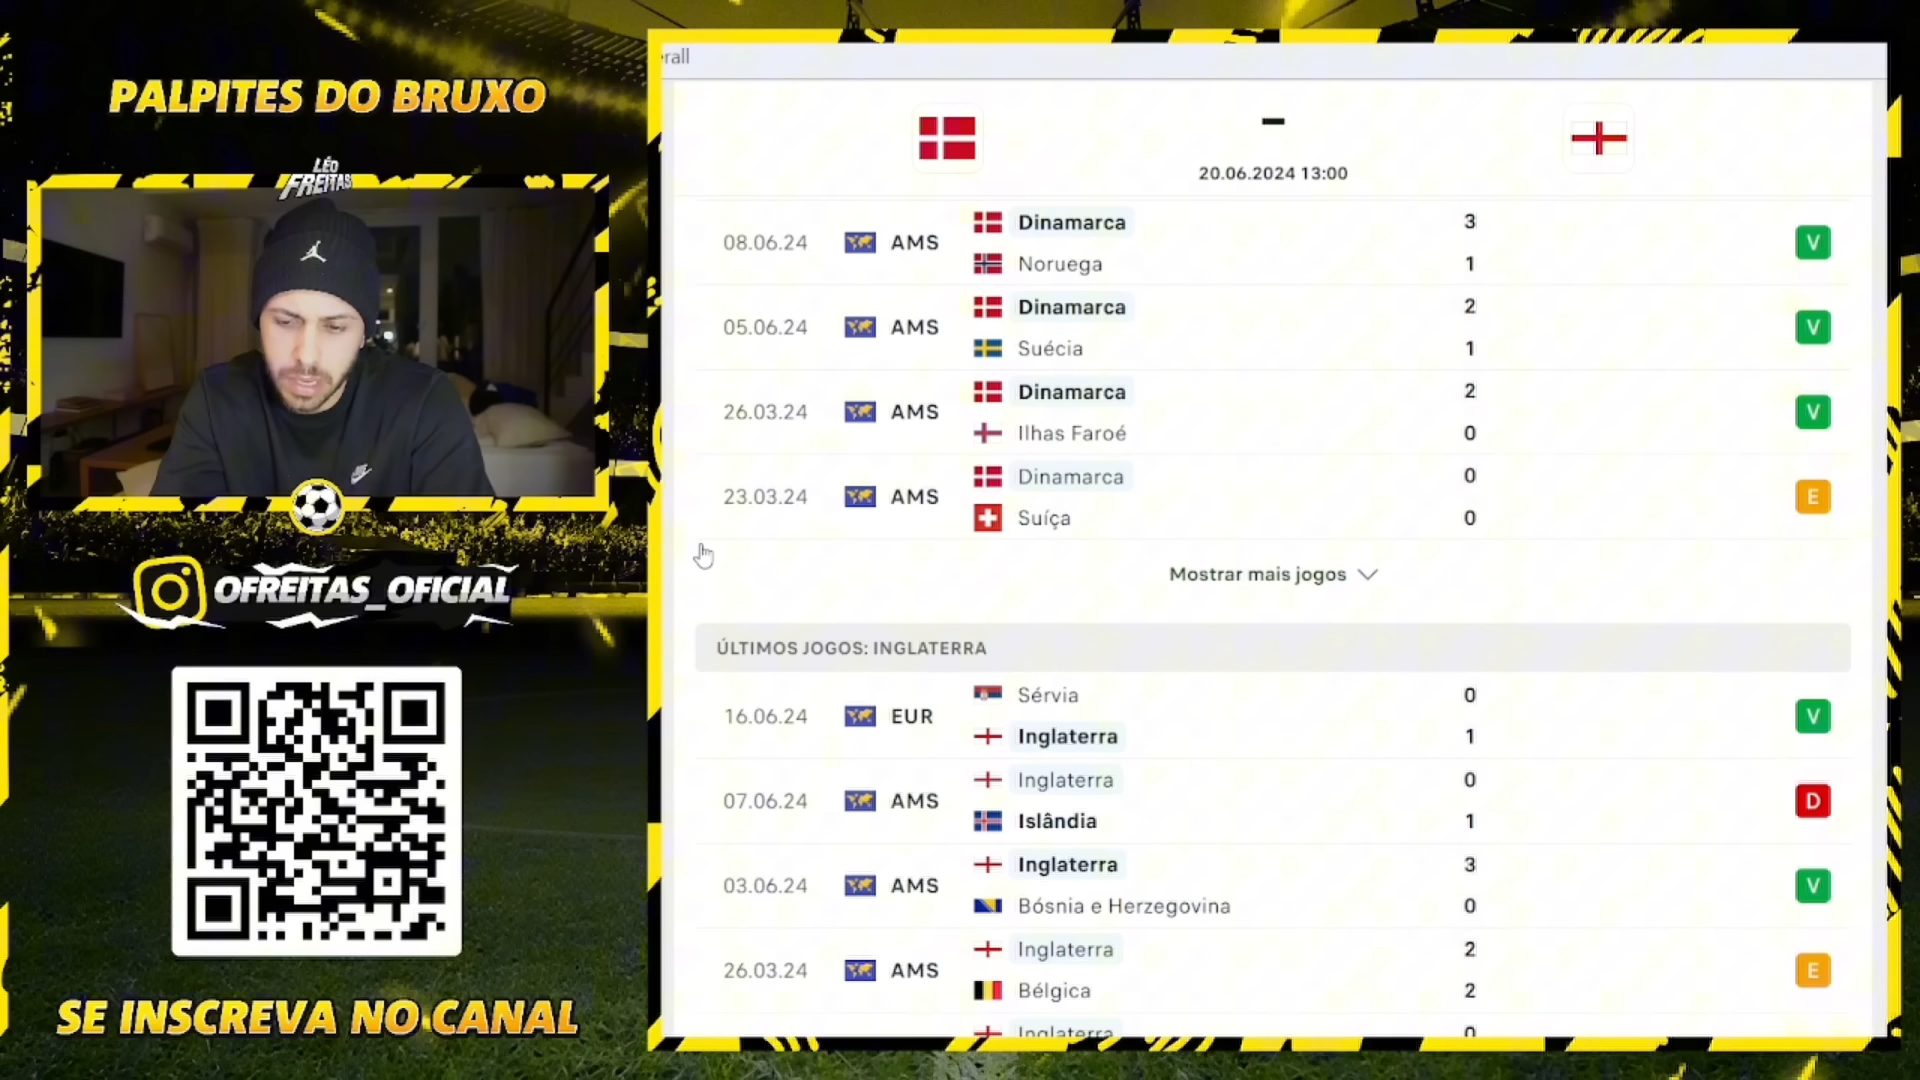 PALPITES DO BRUXO
LÉO
FREITAS
OFREITAS_OFICIAL
SE INSCREVA NO CANAL
rall
-
20.06.2024 13:00
08.06.24 AMS Dinamarca 3 V
Noruega 1
05.06.24 AMS Dinamarca 2 V
Suécia 1
26.03.24 AMS Dinamarca 2 V
Ilhas Faroé 0
23.03.24 AMS Dinamarca 0 E
Suíça 0
Mostrar mais jogos
ÚLTIMOS JOGOS: INGLATERRA
16.06.24 EUR Sérvia 0 V
Inglaterra 1
07.06.24 AMS Inglaterra 0 D
Islândia 1
03.06.24 AMS Inglaterra 3 V
Bósnia e Herzegovina 0
26.03.24 AMS Inglaterra 2 E
Bélgica 2
Inglaterra 0